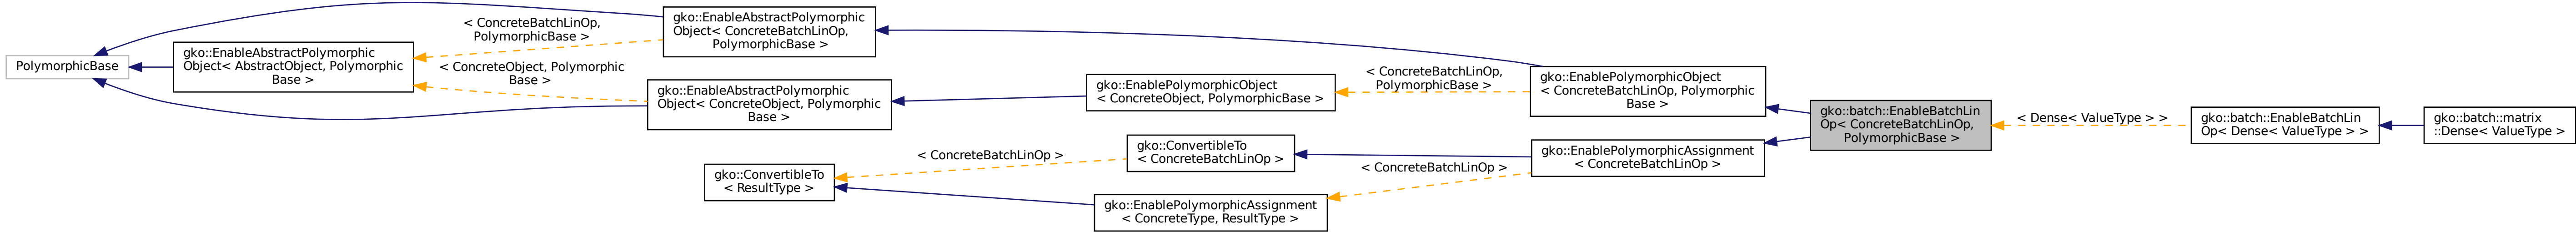 PolymorphicBase
gko::EnableAbstractPolymorphic
Object< AbstractObject, Polymorphic
Base >
< ConcreteBatchLinOp,
PolymorphicBase >
< ConcreteObject, Polymorphic
Base >
gko::EnableAbstractPolymorphic
Object< ConcreteBatchLinOp,
PolymorphicBase >
gko::EnableAbstractPolymorphic
Object< ConcreteObject, Polymorphic
Base >
gko::ConvertibleTo
< ResultType >
< ConcreteBatchLinOp >
gko::EnablePolymorphicObject
< ConcreteObject, PolymorphicBase >
gko::ConvertibleTo
< ConcreteBatchLinOp >
gko::EnablePolymorphicAssignment
< ConcreteType, ResultType >
< ConcreteBatchLinOp,
PolymorphicBase >
< ConcreteBatchLinOp >
gko::EnablePolymorphicObject
< ConcreteBatchLinOp, Polymorphic
Base >
gko::EnablePolymorphicAssignment
< ConcreteBatchLinOp >
gko::batch::EnableBatchLin
Op< ConcreteBatchLinOp,
PolymorphicBase >
< Dense< ValueType > >
gko::batch::EnableBatchLin
Op< Dense< ValueType > >
gko::batch::matrix
::Dense< ValueType >